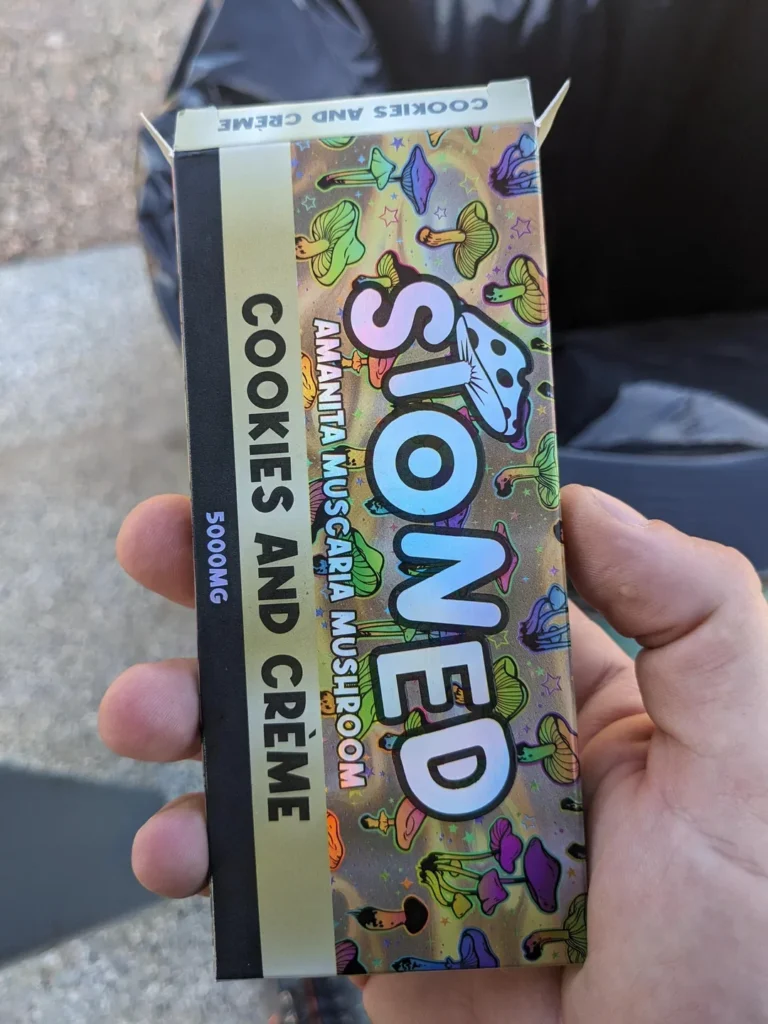 COOKIES AND CRÈME
STONED
AMANITA MUSCARIA MUSHROOM
COOKIES AND CRÈME
5000MG